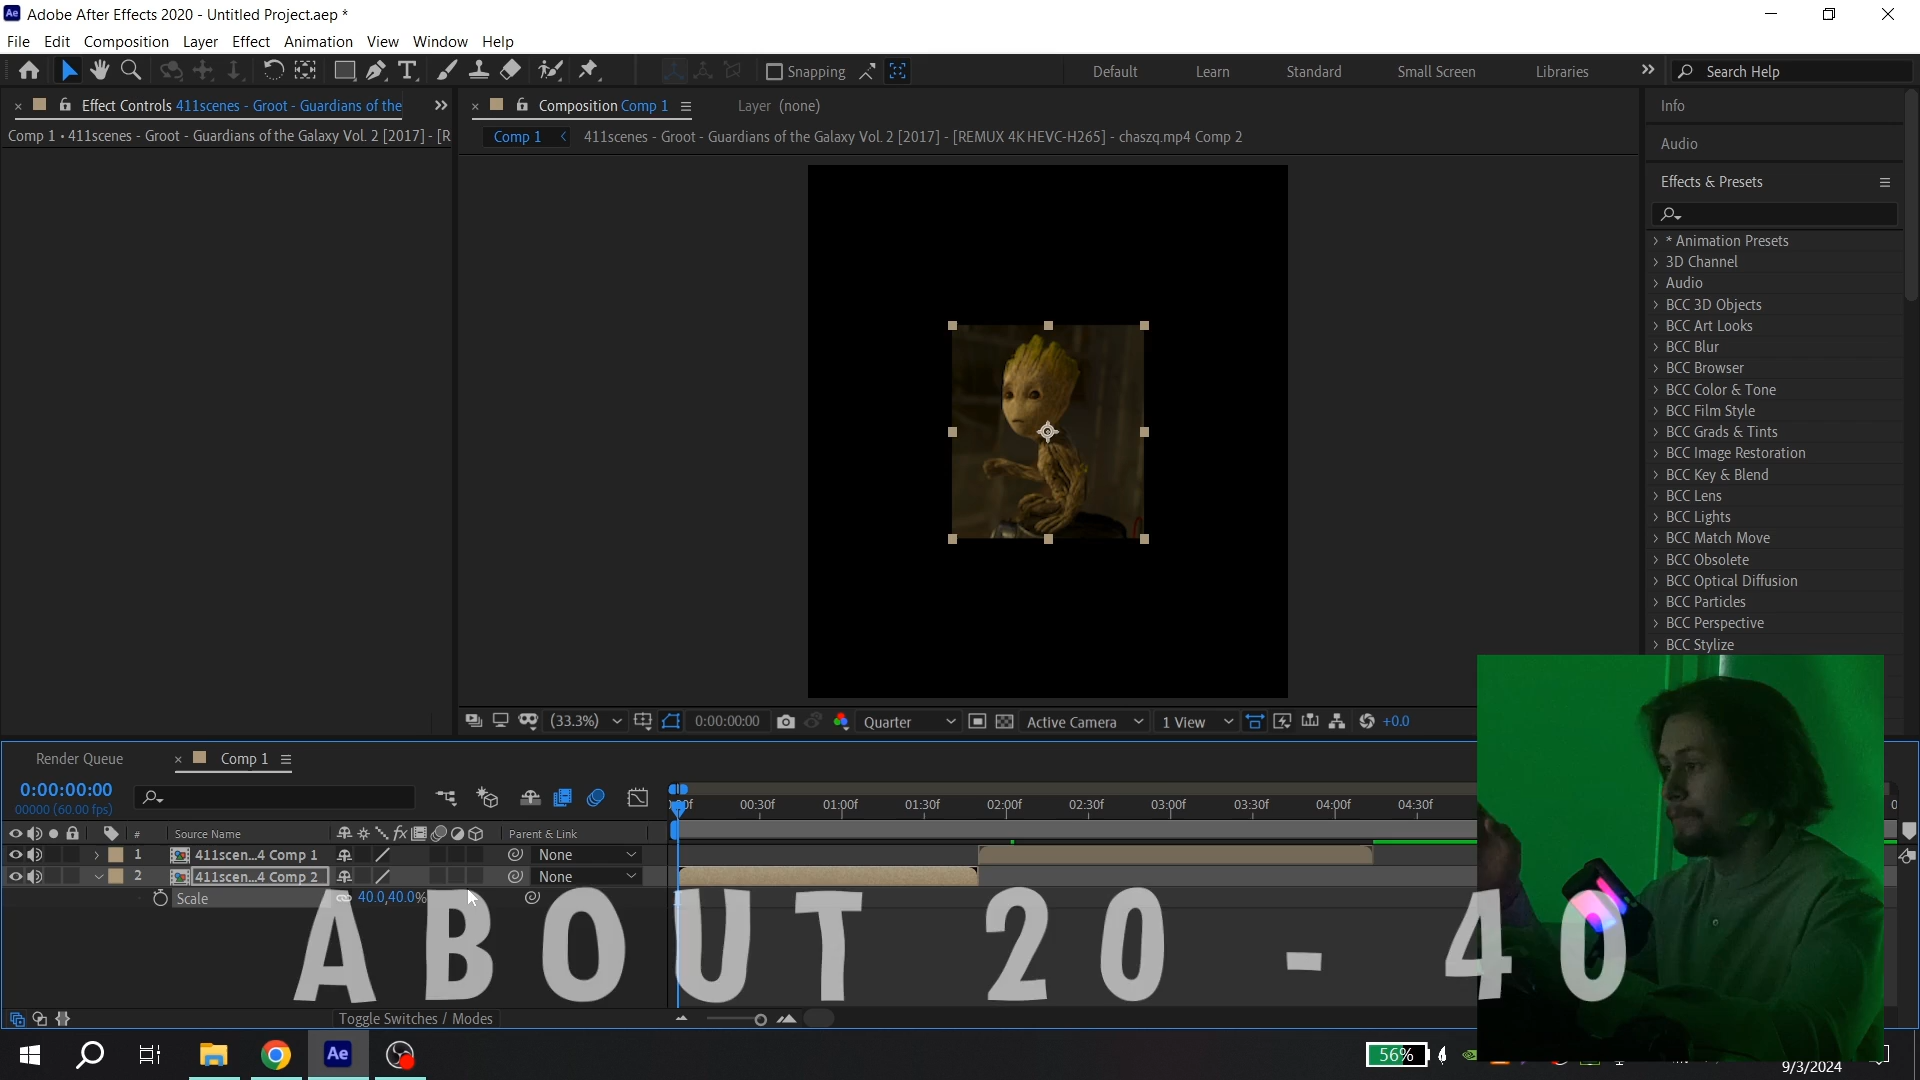 Adobe After Effects 2020 - Untitled Project.aep *
File Edit Composition Layer Effect Animation View Window Help
Snapping Default Learn Standard Small Screen Libraries Search Help
Effect Controls 411scenes - Groot - Guardians of the
Composition Comp 1 Layer (none)
Info
Comp 1 • 411scenes - Groot - Guardians of the Galaxy Vol. 2 [2017] - [R
Comp 1 411scenes - Groot - Guardians of the Galaxy Vol. 2 [2017] - [REMUX 4K HEVC-H265] - chaszq.mp4 Comp 2
Audio
Effects & Presets
* Animation Presets
3D Channel
Audio
BCC 3D Objects
BCC Art Looks
BCC Blur
BCC Browser
BCC Color & Tone
BCC Film Style
BCC Grads & Tints
BCC Image Restoration
BCC Key & Blend
BCC Lens
BCC Lights
BCC Match Move
BCC Obsolete
BCC Optical Diffusion
BCC Particles
BCC Perspective
BCC Stylize
(33.3%) 0:00:00:00 Quarter Active Camera 1 View +0.0
Render Queue Comp 1
0:00:00:00
00000 (60.00 fps)
00:30f 01:00f 01:30f 02:00f 02:30f 03:00f 03:30f 04:00f 04:30f
# Source Name Parent & Link
1 411scen...4 Comp 1 None
2 411scen...4 Comp 2 None
Scale 40.0,40.0%
ABOUT 20 - 40
Toggle Switches / Modes
56%
9/3/2024